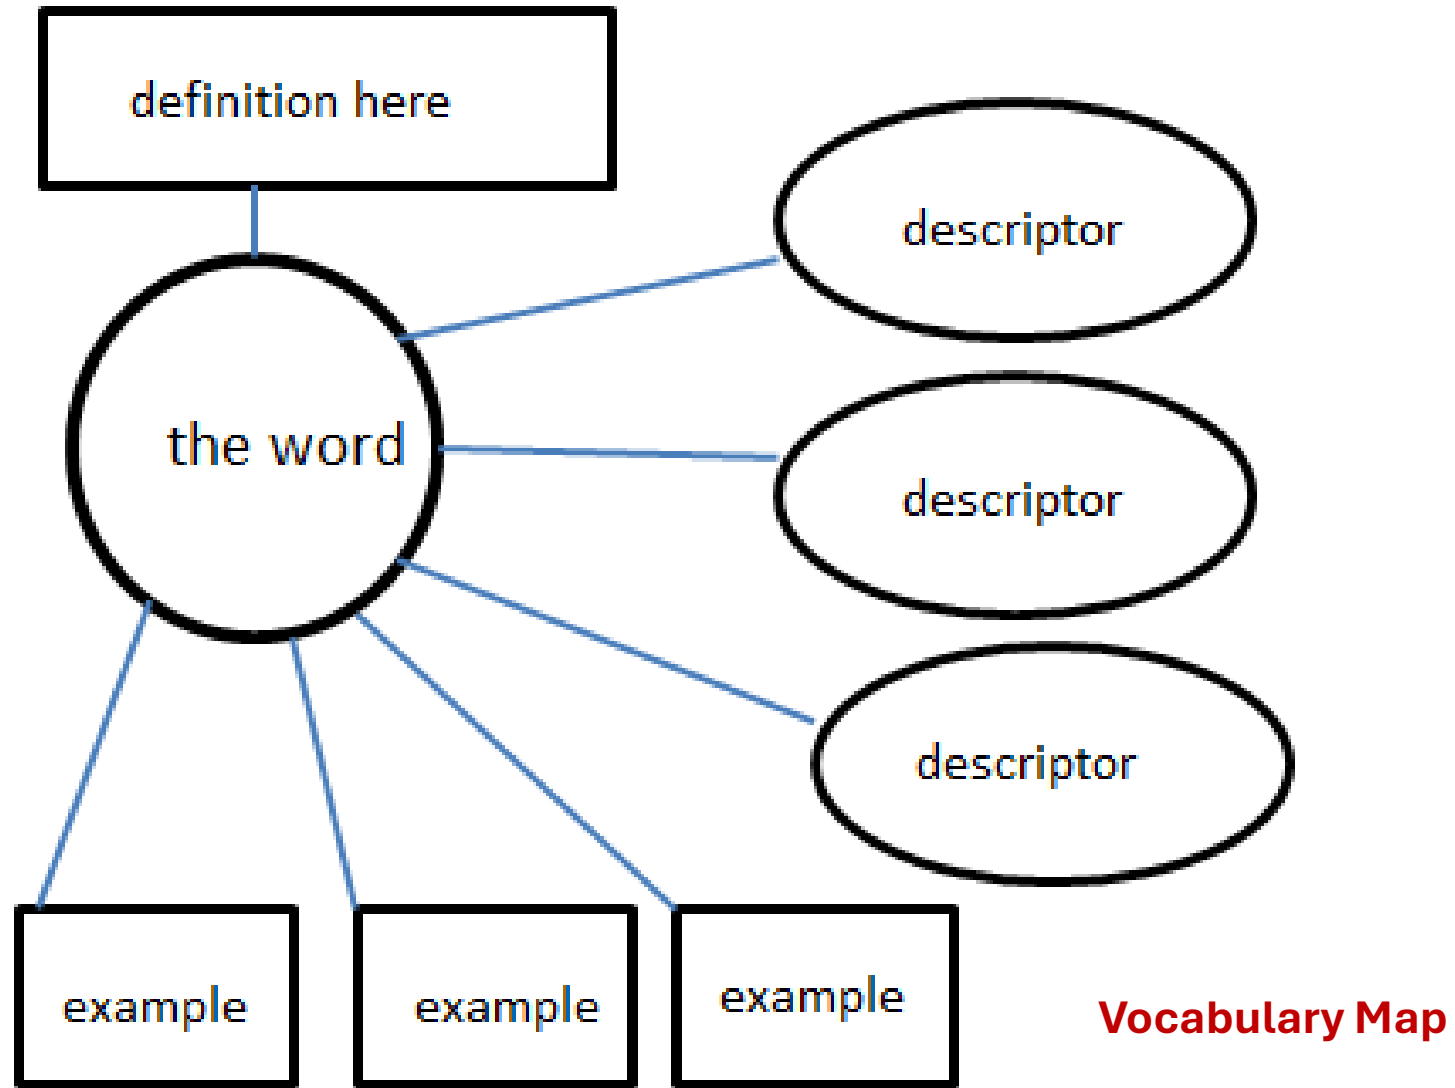 definition here
descriptor
the word
descriptor
descriptor
example
example
example
Vocabulary Map